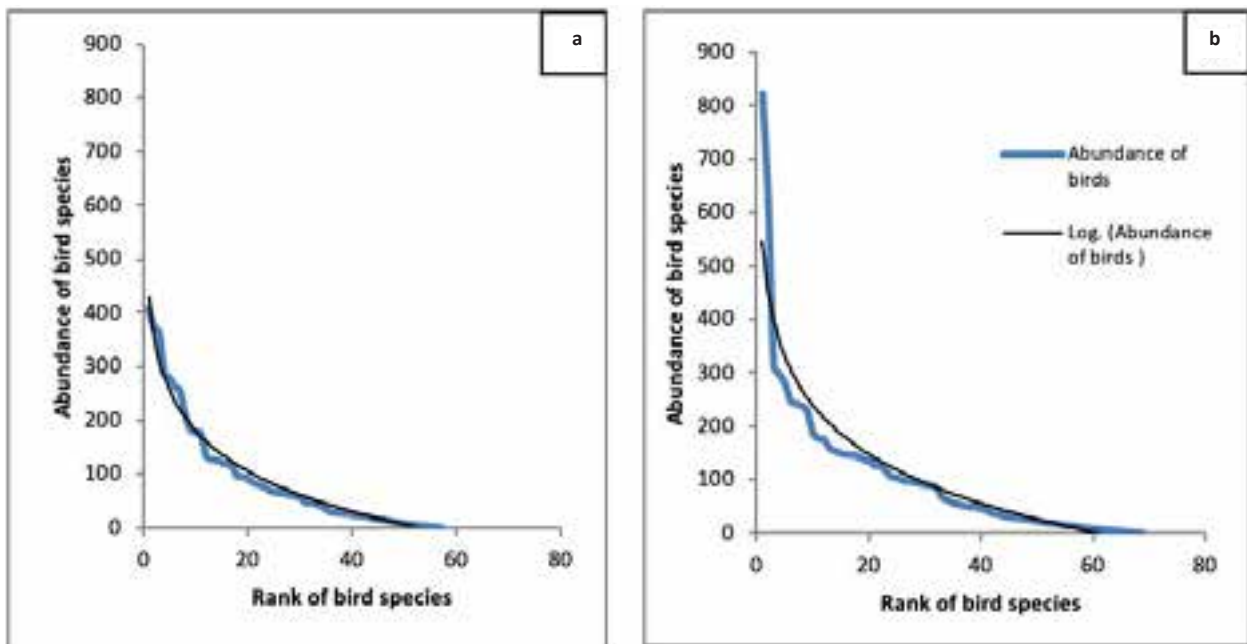 a
900
800
700
600
500
400
300
200
100
0
0 20 40 60 80
Abundance of bird species
Rank of bird species
b
900
800
700
600
500
400
300
200
100
0
0 20 40 60 80
Abundance of bird species
Rank of bird species
Abundance of
birds
Log. (Abundance
of birds )